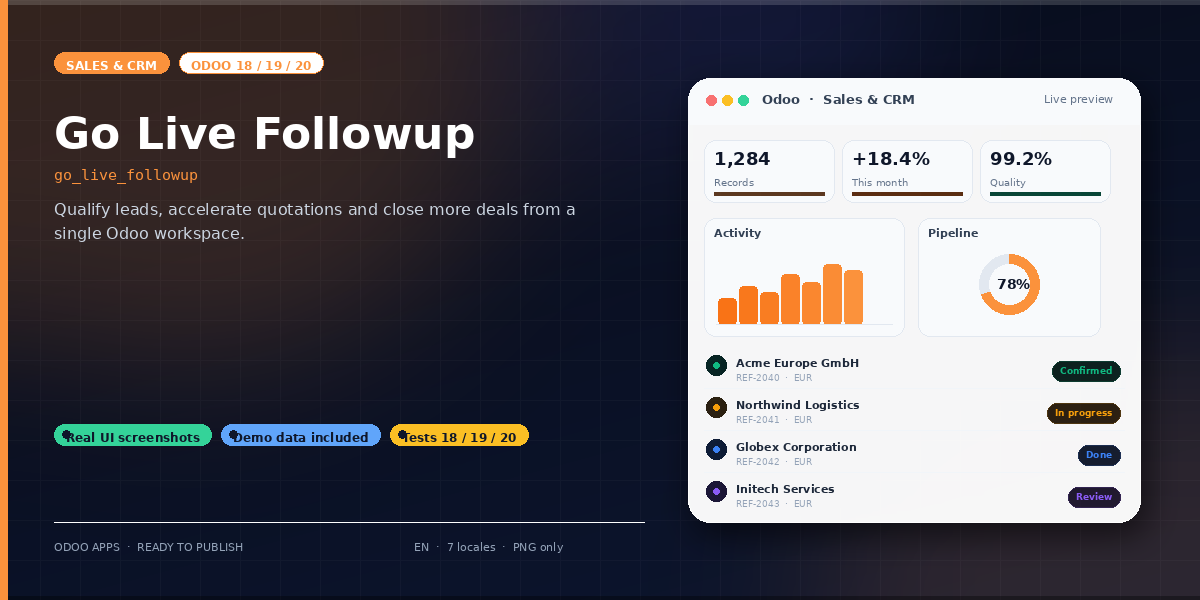 SALES & CRM
ODOO 18 / 19 / 20
Go Live Followup
go_live_followup
Qualify leads, accelerate quotations and close more deals from a
single Odoo workspace.
Real UI screenshots
Demo data included
Tests 18 / 19 / 20
ODOO APPS · READY TO PUBLISH
EN · 7 locales · PNG only
Odoo · Sales & CRM
Live preview
1,284
Records
+18.4%
This month
99.2%
Quality
Activity
Pipeline
78%
Acme Europe GmbH
REF-2040 · EUR
Confirmed
Northwind Logistics
REF-2041 · EUR
In progress
Globex Corporation
REF-2042 · EUR
Done
Initech Services
REF-2043 · EUR
Review